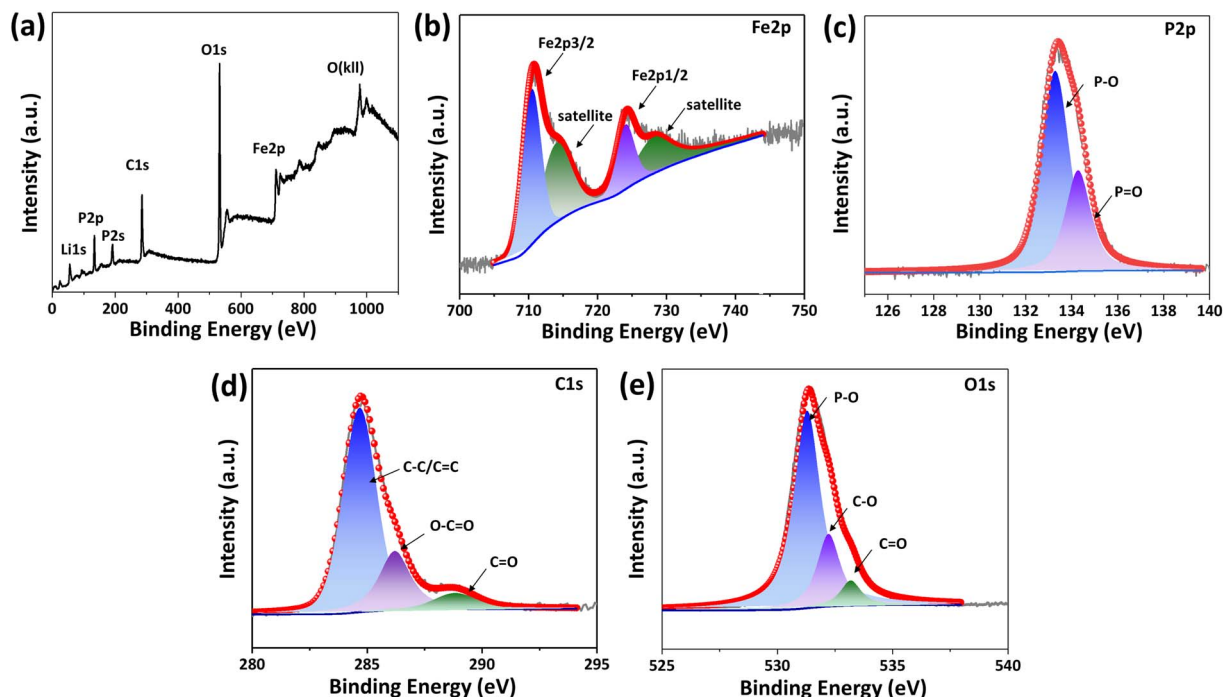 (a)
O1s
O(kll)
Fe2p
C1s
P2p
P2s
Li1s
Intensity (a.u.)
0 200 400 600 800 1000
Binding Energy (eV)
(b)
Fe2p
Fe2p3/2
Fe2p1/2
satellite
satellite
Intensity (a.u.)
700 710 720 730 740 750
Binding Energy (eV)
(c)
P2p
P-O
P=O
Intensity (a.u.)
126 128 130 132 134 136 138 140
Binding Energy (eV)
(d)
C1s
C-C/C=C
O-C=O
C=O
Intensity (a.u.)
280 285 290 295
Binding Energy (eV)
(e)
O1s
P-O
C-O
C=O
Intensity (a.u.)
525 530 535 540
Binding Energy (eV)